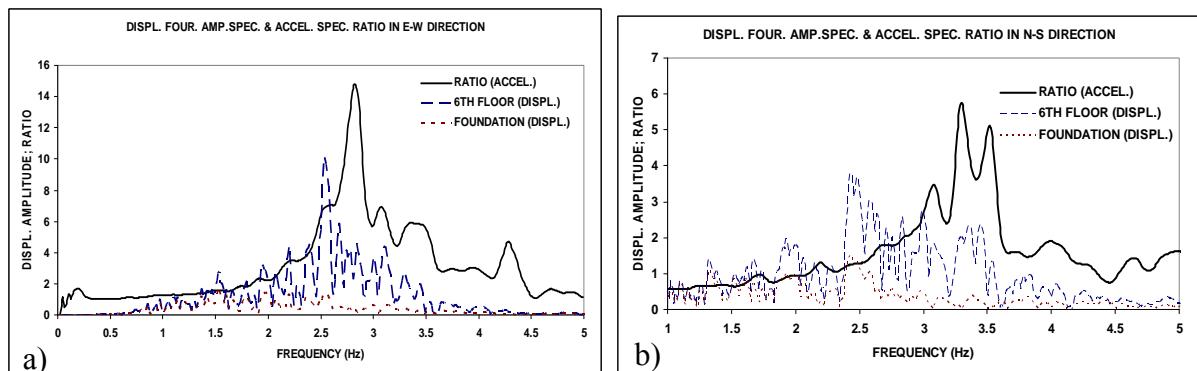 DISPL. FOUR. AMP.SPEC. & ACCEL. SPEC. RATIO IN E-W DIRECTION
DISPL. AMPLITUDE; RATIO
16
14
12
10
8
6
4
2
0
RATIO (ACCEL.)
6TH FLOOR (DISPL.)
FOUNDATION (DISPL.)
0 0.5 1 1.5 2 2.5 3 3.5 4 4.5 5
FREQUENCY (Hz)
a)
DISPL. FOUR. AMP.SPEC. & ACCEL. SPEC. RATIO IN N-S DIRECTION
DISPL. AMPLITUDE; RATIO
7
6
5
4
3
2
1
0
RATIO (ACCEL.)
6TH FLOOR (DISPL.)
FOUNDATION (DISPL.)
1 1.5 2 2.5 3 3.5 4 4.5 5
FREQUENCY (Hz)
b)